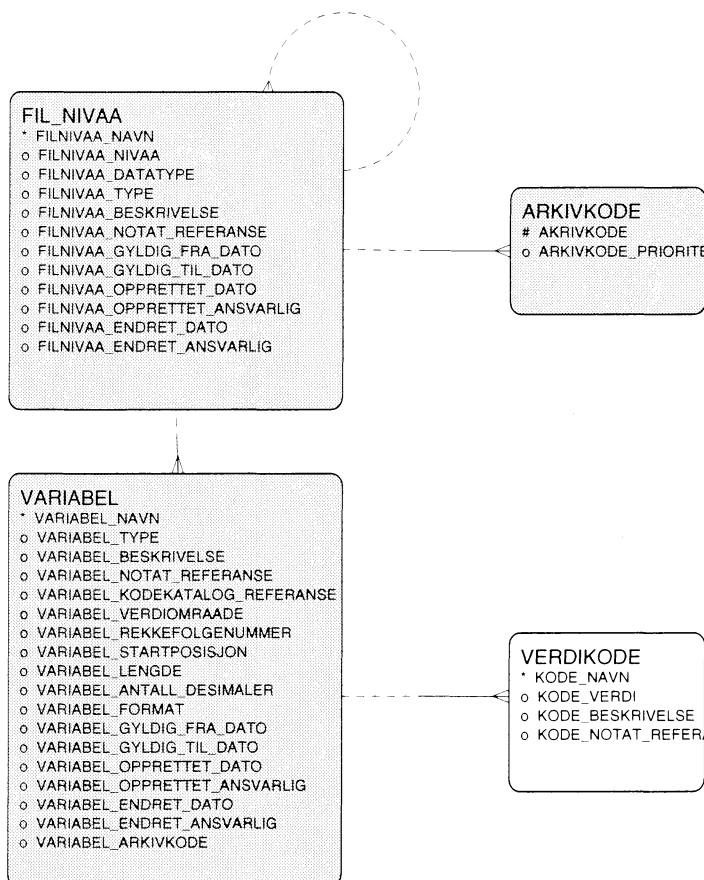 FIL_NIVAA
* FILNIVAA_NAVN
o FILNIVAA_NIVAA
o FILNIVAA_DATATYPE
o FILNIVAA_TYPE
o FILNIVAA_BESKRIVELSE
o FILNIVAA_NOTAT_REFERANSE
o FILNIVAA_GYLDIG_FRA_DATO
o FILNIVAA_GYLDIG_TIL_DATO
o FILNIVAA_OPPRETTET_DATO
o FILNIVAA_OPPRETTET_ANSVARLIG
o FILNIVAA_ENDRET_DATO
o FILNIVAA_ENDRET_ANSVARLIG
ARKIVKODE
# AKRIVKODE
o ARKIVKODE_PRIORITE
VARIABEL
* VARIABEL_NAVN
o VARIABEL_TYPE
o VARIABEL_BESKRIVELSE
o VARIABEL_NOTAT_REFERANSE
o VARIABEL_KODEKATALOG_REFERANSE
o VARIABEL_VERDIOMRAADE
o VARIABEL_REKKEFOLGENUMMER
o VARIABEL_STARTPOSISJON
o VARIABEL_LENGDE
o VARIABEL_ANTALL_DESIMALER
o VARIABEL_FORMAT
o VARIABEL_GYLDIG_FRA_DATO
o VARIABEL_GYLDIG_TIL_DATO
o VARIABEL_OPPRETTET_DATO
o VARIABEL_OPPRETTET_ANSVARLIG
o VARIABEL_ENDRET_DATO
o VARIABEL_ENDRET_ANSVARLIG
o VARIABEL_ARKIVKODE
VERDIKODE
* KODE_NAVN
o KODE_VERDI
o KODE_BESKRIVELSE
o KODE_NOTAT_REFERA